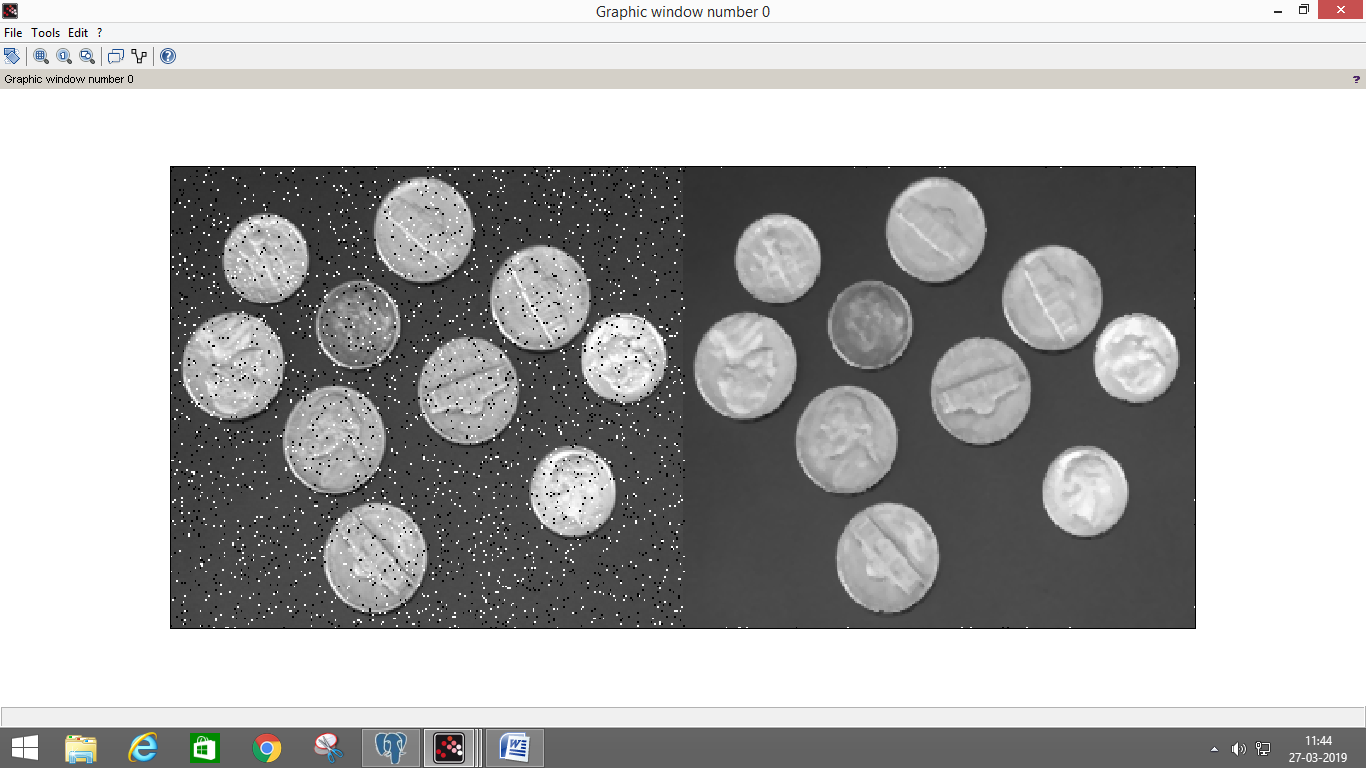 Graphic window number 0
File Tools Edit ?
Graphic window number 0 ?
11:44
27-03-2019